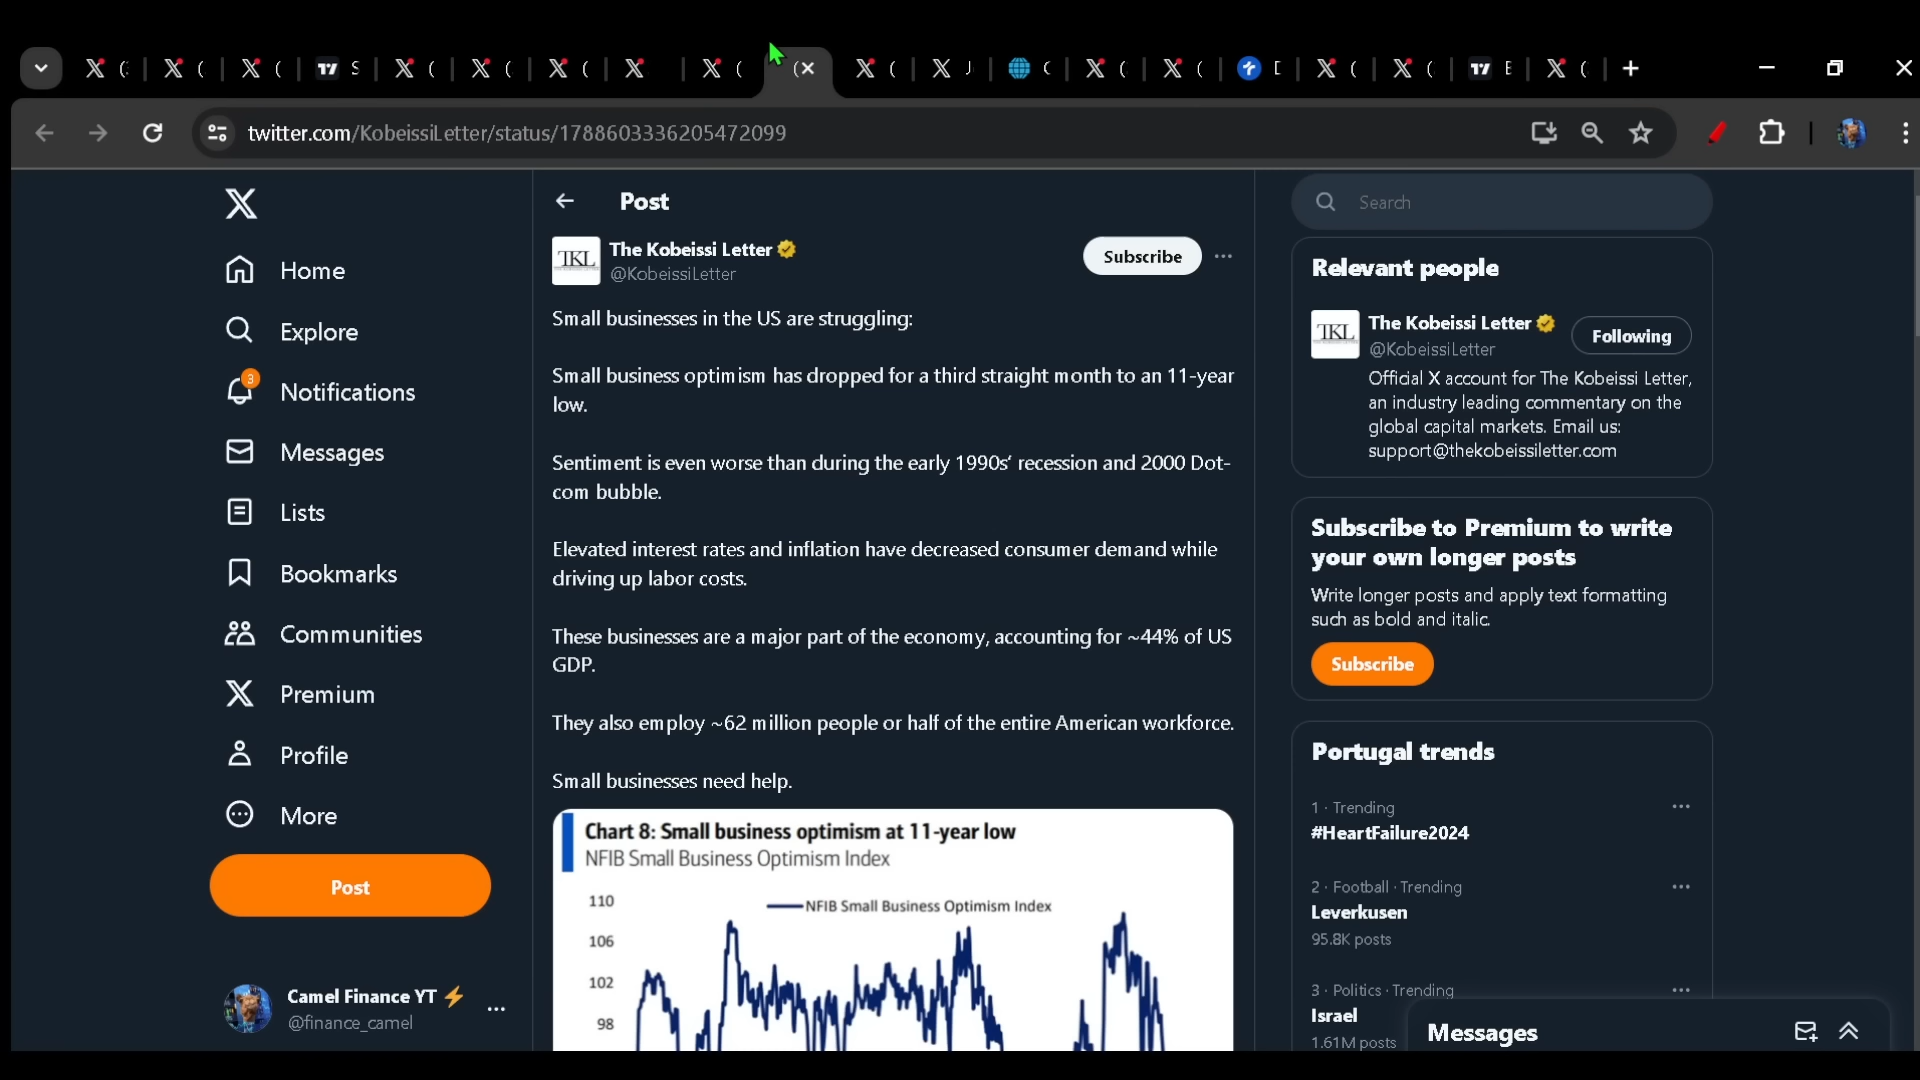 twitter.com/KobeissiLetter/status/1788603336205472099
Post
TKL
The Kobeissi Letter
@KobeissiLetter
Subscribe
Small businesses in the US are struggling:
Small business optimism has dropped for a third straight month to an 11-year
low.
Sentiment is even worse than during the early 1990s' recession and 2000 Dot-
com bubble.
Elevated interest rates and inflation have decreased consumer demand while
driving up labor costs.
These businesses are a major part of the economy, accounting for ~44% of US
GDP.
They also employ ~62 million people or half of the entire American workforce.
Small businesses need help.
Chart 8: Small business optimism at 11-year low
NFIB Small Business Optimism Index
NFIB Small Business Optimism Index
110
106
102
98
Home
Explore
3
Notifications
Messages
Lists
Bookmarks
Communities
Premium
Profile
More
Post
Camel Finance YT
@finance_camel
Search
Relevant people
TKL
The Kobeissi Letter
@KobeissiLetter
Following
Official X account for The Kobeissi Letter,
an industry leading commentary on the
global capital markets. Email us:
support@thekobeissiletter.com
Subscribe to Premium to write
your own longer posts
Write longer posts and apply text formatting
such as bold and italic.
Subscribe
Portugal trends
1 · Trending
#HeartFailure2024
2 · Football · Trending
Leverkusen
95.8K posts
3 · Politics · Trending
Israel
1.61M posts
Messages